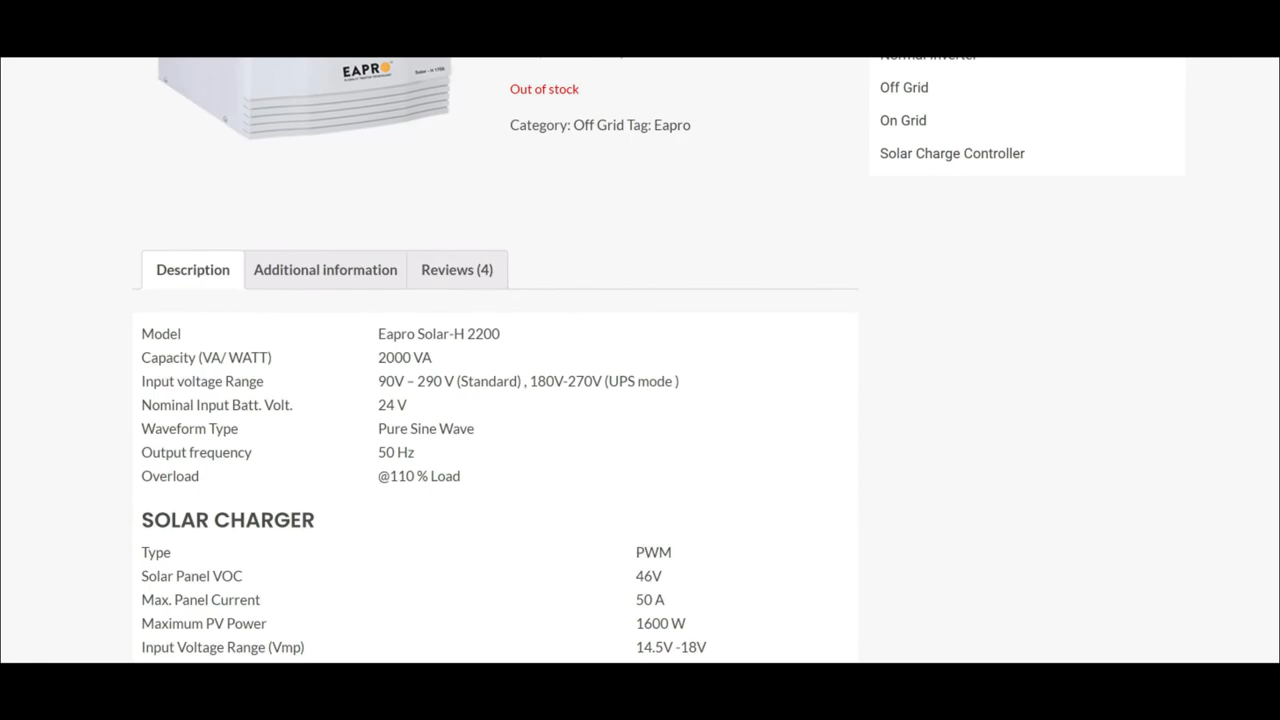 EAPRO
Normal Inverter
Out of stock
Off Grid
Category: Off Grid Tag: Eapro
On Grid
Solar Charge Controller
Description
Additional information
Reviews (4)
Model Eapro Solar-H 2200
Capacity (VA/ WATT) 2000 VA
Input voltage Range 90V – 290 V (Standard) , 180V-270V (UPS mode )
Nominal Input Batt. Volt. 24 V
Waveform Type Pure Sine Wave
Output frequency 50 Hz
Overload @110 % Load
SOLAR CHARGER
Type PWM
Solar Panel VOC 46V
Max. Panel Current 50 A
Maximum PV Power 1600 W
Input Voltage Range (Vmp) 14.5V -18V